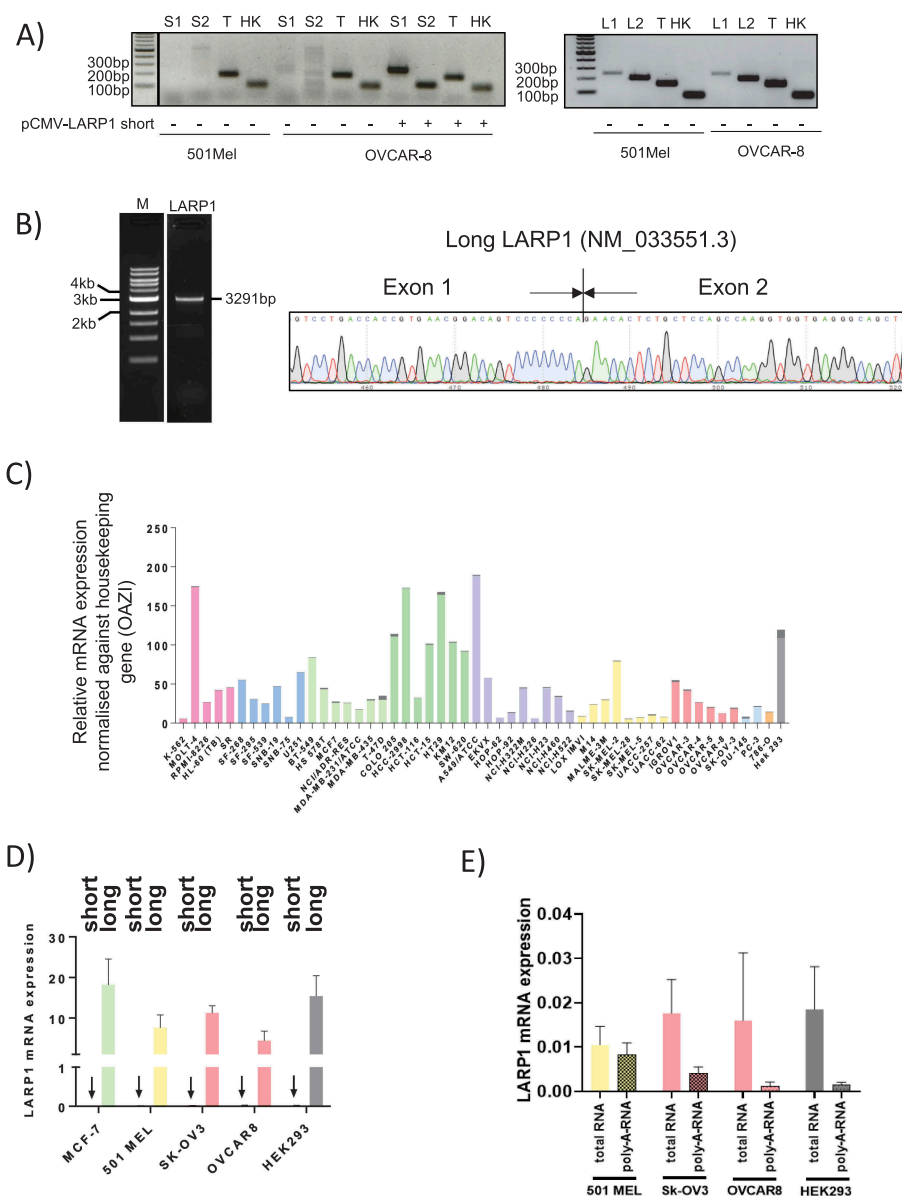 A)
S1 S2 T HK S1 S2 T HK S1 S2 T HK
300bp
200bp
100bp
pCMV-LARP1 short - - - - - - - - + + + +
501Mel
OVCAR-8
L1 L2 T HK L1 L2 T HK
300bp
200bp
100bp
- - - - - - - -
501Mel
OVCAR-8
B)
M
LARP1
4kb
3kb
2kb
3291bp
Long LARP1 (NM_033551.3)
Exon 1
Exon 2
GTCCTGACCACCGTGAACGGACAGTCCCCCCCAGAACACTCTGCTCCAGCCAAGGTGGTGAGGGCAGCT
460
470
480
490
500
510
520
C)
Relative mRNA expression
normalised against housekeeping
gene (OAZI)
250
200
150
100
50
0
K-562
MOLT-4
RPMI-8226
HL-60 (TB)
SR
SF-268
SF-295
SF-539
SNB-19
SNB-75
U251
BT-549
HS 578T
MCF7
NCI/ADR-RES
MDA-MB-231/ATCC
MDA-MB-435
T-47D
COLO 205
HCC-2998
HCT-116
HCT-15
HT29
KM12
SW-620
A549/ATCC
EKVX
HOP-62
HOP-92
NCI-H322M
NCI-H226
NCI-H23
NCI-H460
NCI-H522
LOX IMVI
M14
MALME-3M
SK-MEL-2
SK-MEL-28
SK-MEL-5
UACC-257
UACC-62
IGROV1
OVCAR-3
OVCAR-4
OVCAR-5
OVCAR-8
SK-OV-3
DU-145
PC-3
786-O
Hek 293
D)
short long short long short long short long short long
LARP1 mRNA expression
30
20
10
1
0
MCF-7
501 MEL
SK-OV3
OVCAR8
HEK293
E)
LARP1 mRNA expression
0.04
0.03
0.02
0.01
0.00
total RNA poly-A-RNA total RNA poly-A-RNA total RNA poly-A-RNA total RNA poly-A-RNA
501 MEL Sk-OV3 OVCAR8 HEK293